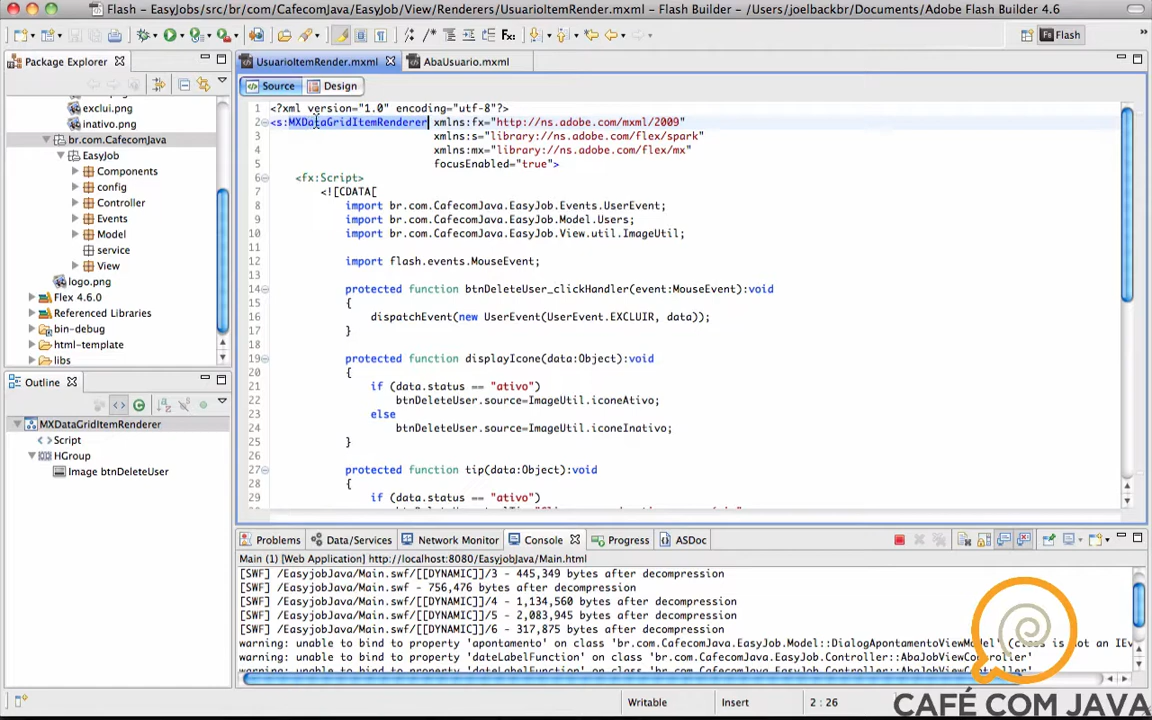 Flash - EasyJobs/src/br/CafecomJava/EasyJob/View/Renderers/UsuarioItemRender.mxml - Flash Builder - /Users/joelbackbr/Documents/Adobe Flash Builder 4.6
Flash
Package Explorer
exclui.png
inativo.png
br.com.CafecomJava
EasyJob
Components
config
Controller
Events
Model
service
View
logo.png
Flex 4.6.0
Referenced Libraries
bin-debug
html-template
libs
Outline
MXDataGridItemRenderer
Script
HGroup
Image btnDeleteUser
UsuarioItemRender.mxml
AbaUsuario.mxml
Source
Design
1 <?xml version="1.0" encoding="utf-8"?>
2 <s:MXDataGridItemRenderer xmlns:fx="http://ns.adobe.com/mxml/2009"
3 xmlns:s="library://ns.adobe.com/flex/spark"
4 xmlns:mx="library://ns.adobe.com/flex/mx"
5 focusEnabled="true">
6 <fx:Script>
7 <![CDATA[
8 import br.com.CafecomJava.EasyJob.Events.UserEvent;
9 import br.com.CafecomJava.EasyJob.Model.Users;
10 import br.com.CafecomJava.EasyJob.View.util.ImageUtil;
11
12 import flash.events.MouseEvent;
13
14 protected function btnDeleteUser_clickHandler(event:MouseEvent):void
15 {
16 dispatchEvent(new UserEvent(UserEvent.EXCLUIR, data));
17 }
18
19 protected function displayIcone(data:Object):void
20 {
21 if (data.status == "ativo")
22 btnDeleteUser.source=ImageUtil.iconeAtivo;
23 else
24 btnDeleteUser.source=ImageUtil.iconeInativo;
25 }
26
27 protected function tip(data:Object):void
28 {
29 if (data.status == "ativo")
Problems
Data/Services
Network Monitor
Console
Progress
ASDoc
Main (1) [Web Application] http://localhost:8080/EasyjobJava/Main.html
[SWF] /EasyjobJava/Main.swf/[[DYNAMIC]]/3 - 445,349 bytes after decompression
[SWF] /EasyjobJava/Main.swf - 756,476 bytes after decompression
[SWF] /EasyjobJava/Main.swf/[[DYNAMIC]]/4 - 1,134,560 bytes after decompression
[SWF] /EasyjobJava/Main.swf/[[DYNAMIC]]/5 - 2,083,945 bytes after decompression
[SWF] /EasyjobJava/Main.swf/[[DYNAMIC]]/6 - 317,875 bytes after decompression
warning: unable to bind to property 'apontamento' on class 'br.com.CafecomJava.EasyJob.Model::DialogApontamentoViewModel' (class is not an IEv
warning: unable to bind to property 'dateLabelFunction' on class 'br.com.CafecomJava.EasyJob.Controller::AbaJobViewController'
Writable
Insert
2 : 26
CAFÉ COM JAVA